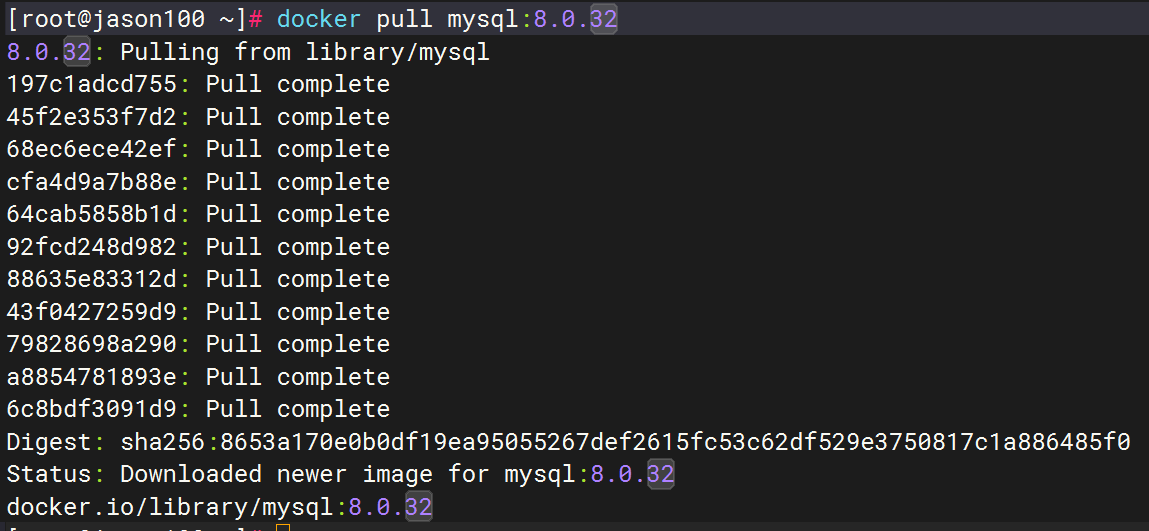 [root@jason100 ~]# docker pull mysql:8.0.32
8.0.32: Pulling from library/mysql
197c1adcd755: Pull complete
45f2e353f7d2: Pull complete
68ec6ece42ef: Pull complete
cfa4d9a7b88e: Pull complete
64cab5858b1d: Pull complete
92fcd248d982: Pull complete
88635e83312d: Pull complete
43f0427259d9: Pull complete
79828698a290: Pull complete
a8854781893e: Pull complete
6c8bdf3091d9: Pull complete
Digest: sha256:8653a170e0b0df19ea95055267def2615fc53c62df529e3750817c1a886485f0
Status: Downloaded newer image for mysql:8.0.32
docker.io/library/mysql:8.0.32